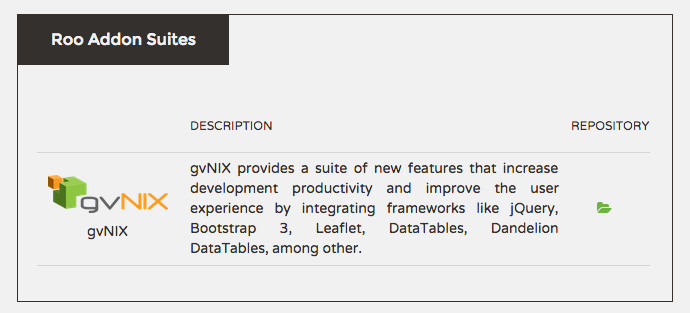 Roo Addon Suites
DESCRIPTION
REPOSITORY
gvNIX
gvNIX
gvNIX provides a suite of new features that increase
development productivity and improve the user
experience by integrating frameworks like jQuery,
Bootstrap 3, Leaflet, DataTables, Dandelion
DataTables, among other.